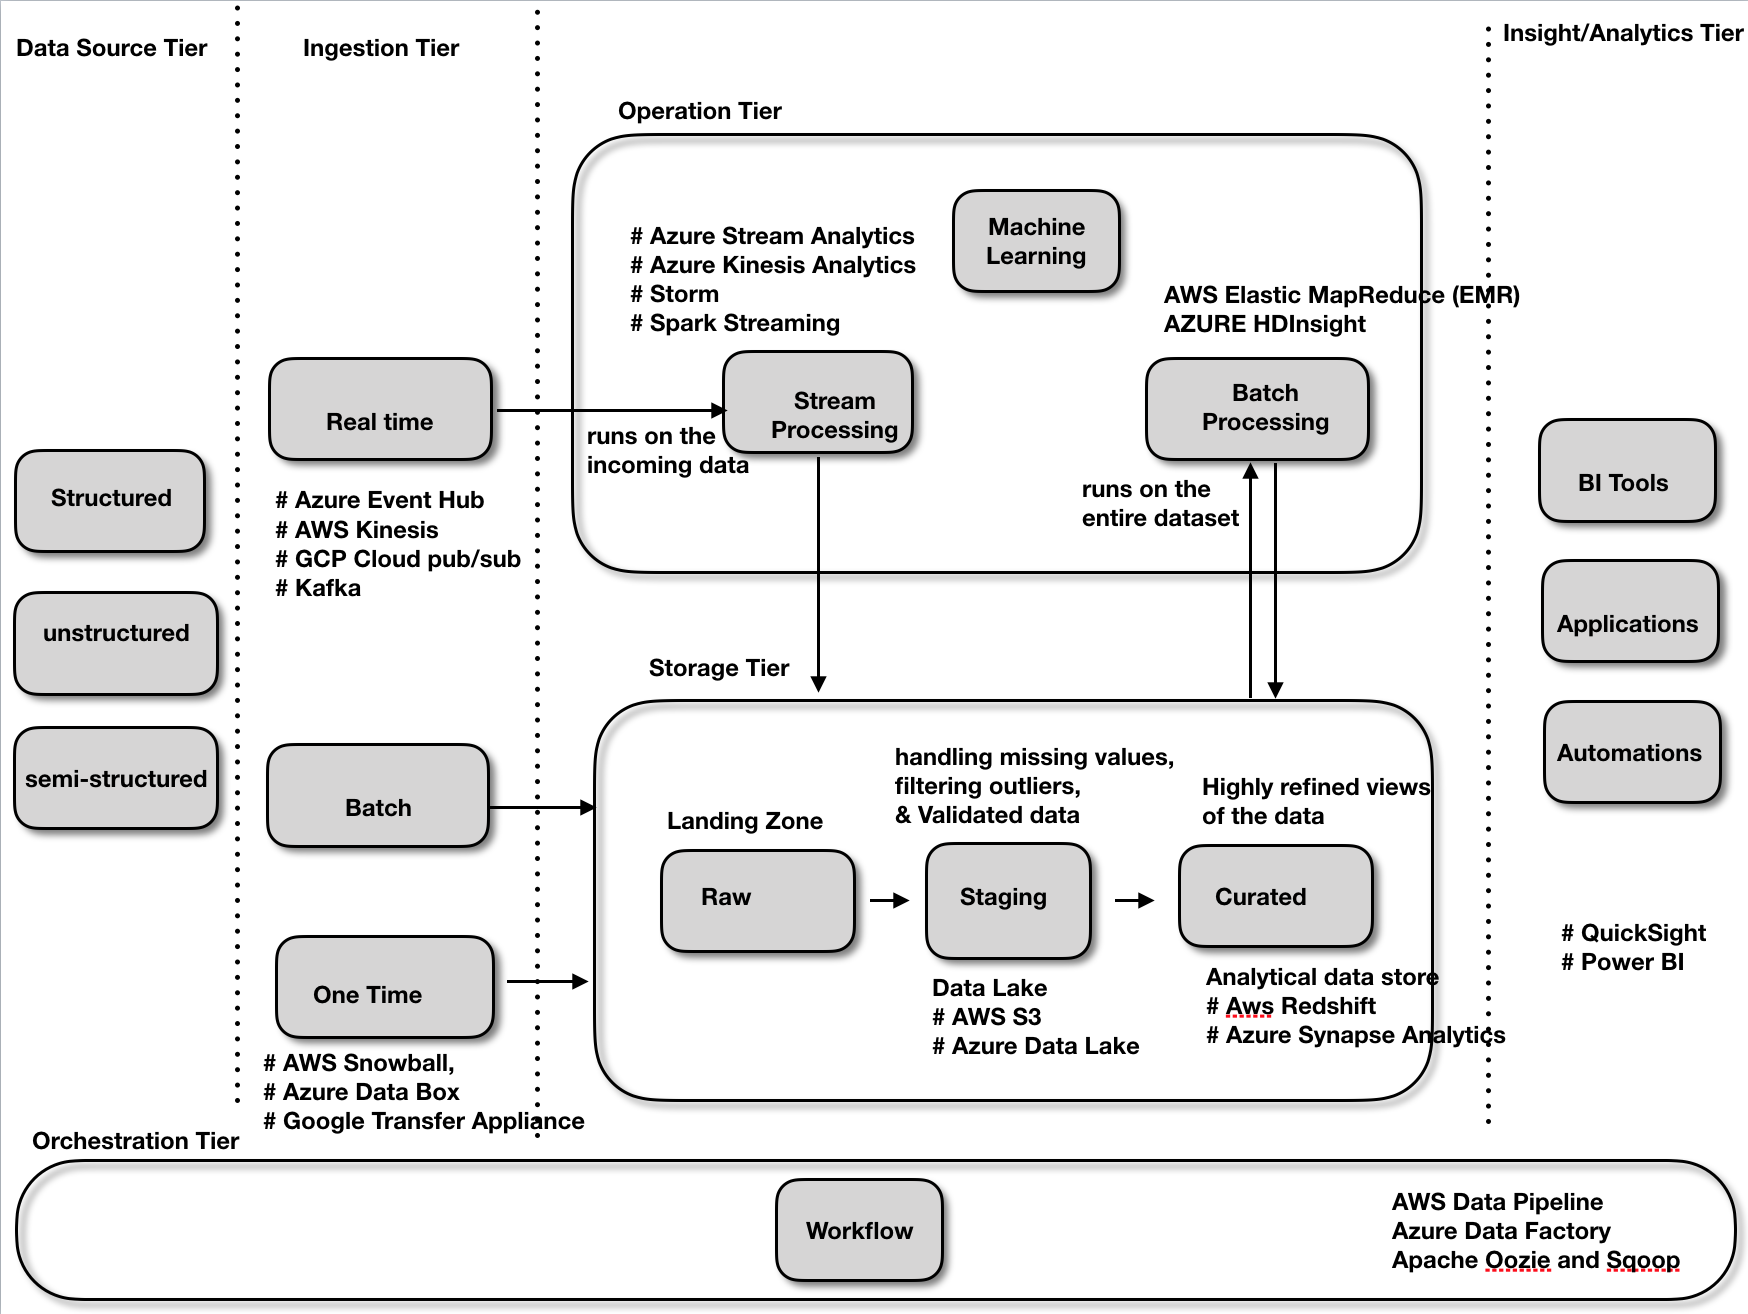 Data Source Tier
Ingestion Tier
Insight/Analytics Tier
Operation Tier
# Azure Stream Analytics
# Azure Kinesis Analytics
# Storm
# Spark Streaming
Machine
Learning
AWS Elastic MapReduce (EMR)
AZURE HDInsight
Real time
Stream
Processing
Batch
Processing
runs on the
incoming data
runs on the
entire dataset
Structured
unstructured
semi-structured
# Azure Event Hub
# AWS Kinesis
# GCP Cloud pub/sub
# Kafka
BI Tools
Applications
Automations
Storage Tier
Batch
Landing Zone
handling missing values,
filtering outliers,
& Validated data
Highly refined views
of the data
Raw
Staging
Curated
One Time
Data Lake
# AWS S3
# Azure Data Lake
Analytical data store
# Aws Redshift
# Azure Synapse Analytics
# QuickSight
# Power BI
# AWS Snowball,
# Azure Data Box
# Google Transfer Appliance
Orchestration Tier
Workflow
AWS Data Pipeline
Azure Data Factory
Apache Oozie and Sqoop